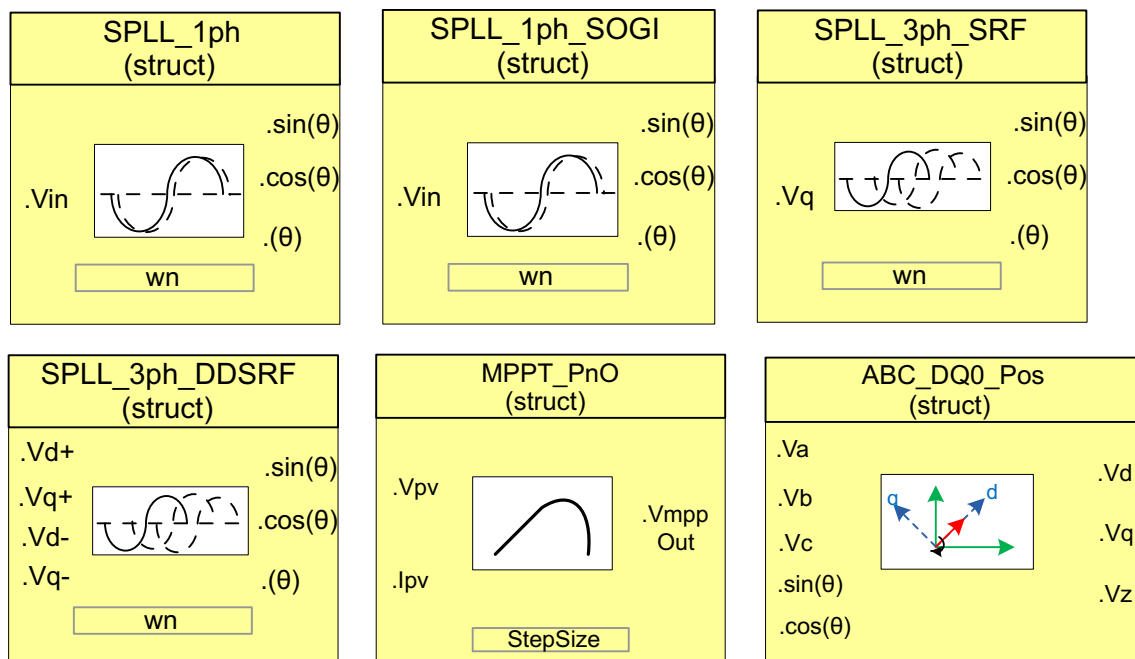 SPLL_1ph
(struct)
.Vin
.sin(θ)
.cos(θ)
.(θ)
wn
SPLL_1ph_SOGI
(struct)
.Vin
.sin(θ)
.cos(θ)
.(θ)
wn
SPLL_3ph_SRF
(struct)
.Vq
.sin(θ)
.cos(θ)
.(θ)
wn
SPLL_3ph_DDSRF
(struct)
.Vd+
.Vq+
.Vd-
.Vq-
.sin(θ)
.cos(θ)
.(θ)
wn
MPPT_PnO
(struct)
.Vpv
.Ipv
.Vmpp
Out
StepSize
ABC_DQ0_Pos
(struct)
.Va
.Vb
.Vc
.sin(θ)
.cos(θ)
q
d
.Vd
.Vq
.Vz